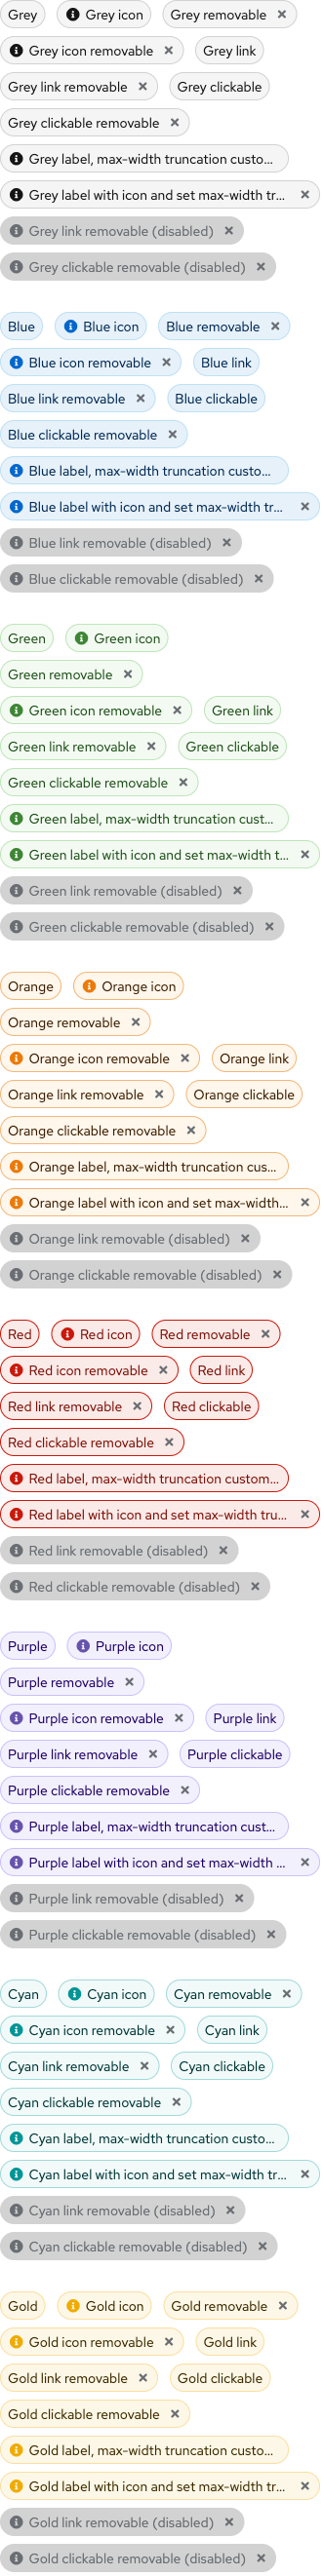 Grey Grey icon Grey removable
Grey icon removable Grey link
Grey link removable Grey clickable
Grey clickable removable
Grey label, max-width truncation custo...
Grey label with icon and set max-width tr...
Grey link removable (disabled)
Grey clickable removable (disabled)
Blue Blue icon Blue removable
Blue icon removable Blue link
Blue link removable Blue clickable
Blue clickable removable
Blue label, max-width truncation custo...
Blue label with icon and set max-width tr...
Blue link removable (disabled)
Blue clickable removable (disabled)
Green Green icon
Green removable
Green icon removable Green link
Green link removable Green clickable
Green clickable removable
Green label, max-width truncation cust...
Green label with icon and set max-width t...
Green link removable (disabled)
Green clickable removable (disabled)
Orange Orange icon
Orange removable
Orange icon removable Orange link
Orange link removable Orange clickable
Orange clickable removable
Orange label, max-width truncation cus...
Orange label with icon and set max-width...
Orange link removable (disabled)
Orange clickable removable (disabled)
Red Red icon Red removable
Red icon removable Red link
Red link removable Red clickable
Red clickable removable
Red label, max-width truncation custom...
Red label with icon and set max-width tru...
Red link removable (disabled)
Red clickable removable (disabled)
Purple Purple icon
Purple removable
Purple icon removable Purple link
Purple link removable Purple clickable
Purple clickable removable
Purple label, max-width truncation cust...
Purple label with icon and set max-width ...
Purple link removable (disabled)
Purple clickable removable (disabled)
Cyan Cyan icon Cyan removable
Cyan icon removable Cyan link
Cyan link removable Cyan clickable
Cyan clickable removable
Cyan label, max-width truncation custo...
Cyan label with icon and set max-width tr...
Cyan link removable (disabled)
Cyan clickable removable (disabled)
Gold Gold icon Gold removable
Gold icon removable Gold link
Gold link removable Gold clickable
Gold clickable removable
Gold label, max-width truncation custo...
Gold label with icon and set max-width tr...
Gold link removable (disabled)
Gold clickable removable (disabled)